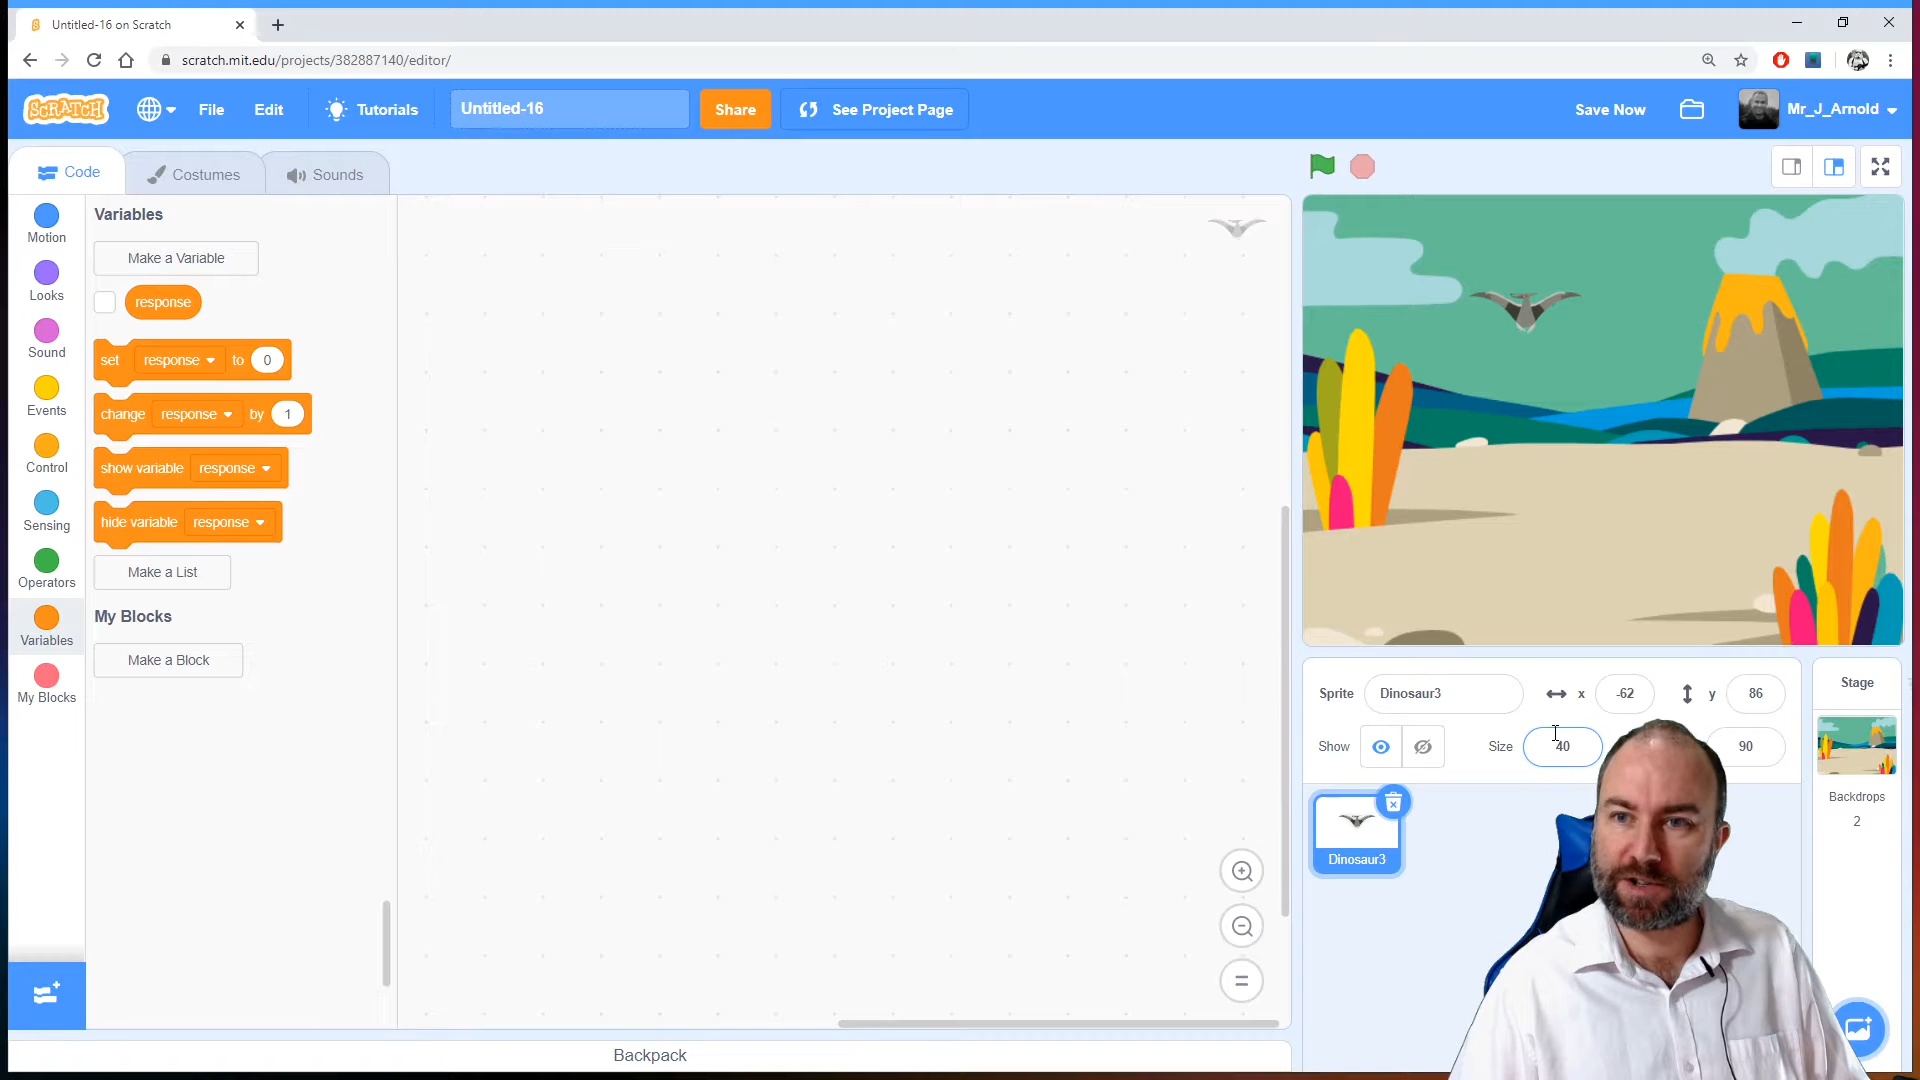 Untitled-16 on Scratch
scratch.mit.edu/projects/382887140/editor/
SCRATCH File Edit Tutorials Untitled-16 Share See Project Page Save Now Mr_J_Arnold
Code Costumes Sounds
Motion
Looks
Sound
Events
Control
Sensing
Operators
Variables
My Blocks
Variables
Make a Variable
response
set response to 0
change response by 1
show variable response
hide variable response
Make a List
My Blocks
Make a Block
Backpack
Sprite Dinosaur3 x -62 y 86
Show Size 40 90
Dinosaur3
Stage
Backdrops
2